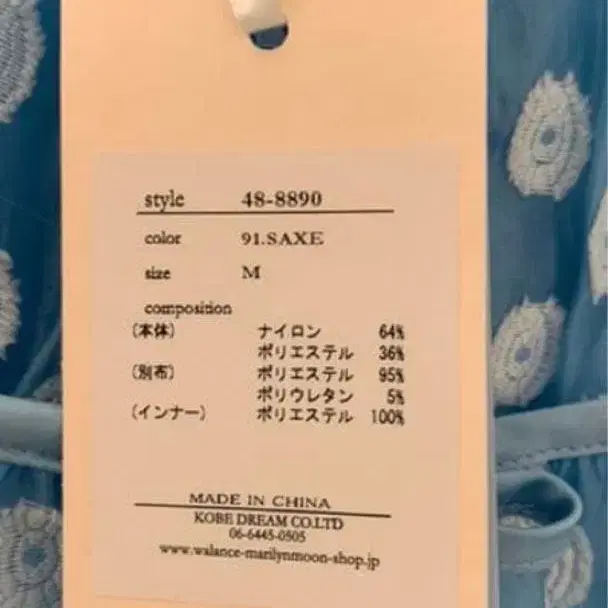 style 48-8890
color 91.SAXE
size M
composition
(本体) ナイロン 64%
ポリエステル 36%
(別布) ポリエステル 95%
ポリウレタン 5%
(インナー) ポリエステル 100%
MADE IN CHINA
KOBE DREAM CO.LTD
06-6445-0505
www.walance-marilynmoon-shop.jp